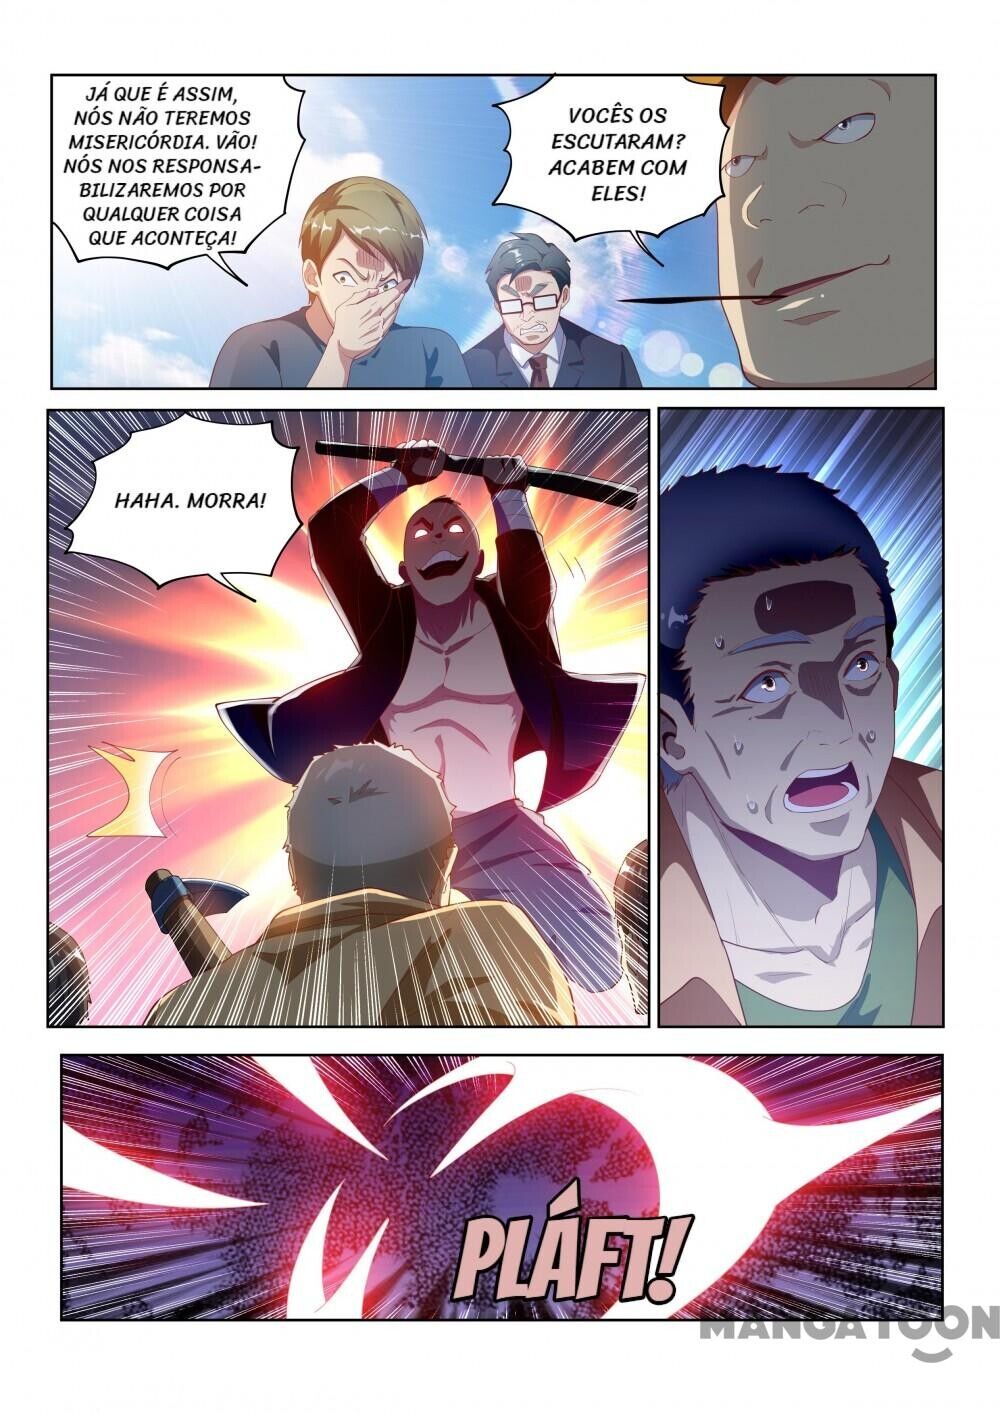 JÁ QUE É ASSIM,
NÓS NÃO TEREMOS
MISERICÓRDIA. VÃO!
NÓS NOS RESPONSA-
BILIZAREMOS POR
QUALQUER COISA
QUE ACONTEÇA!
VOCÊS OS
ESCUTARAM?
ACABEM COM
ELES!
HAHA. MORRA!
PLÁFT!
MANGATOON